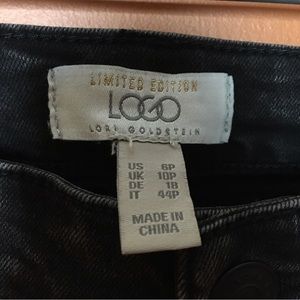 LIMITED EDITION
LOGO
LORI GOLDSTEIN
US 6P
UK 10P
DE 18
IT 44P
MADE IN
CHINA